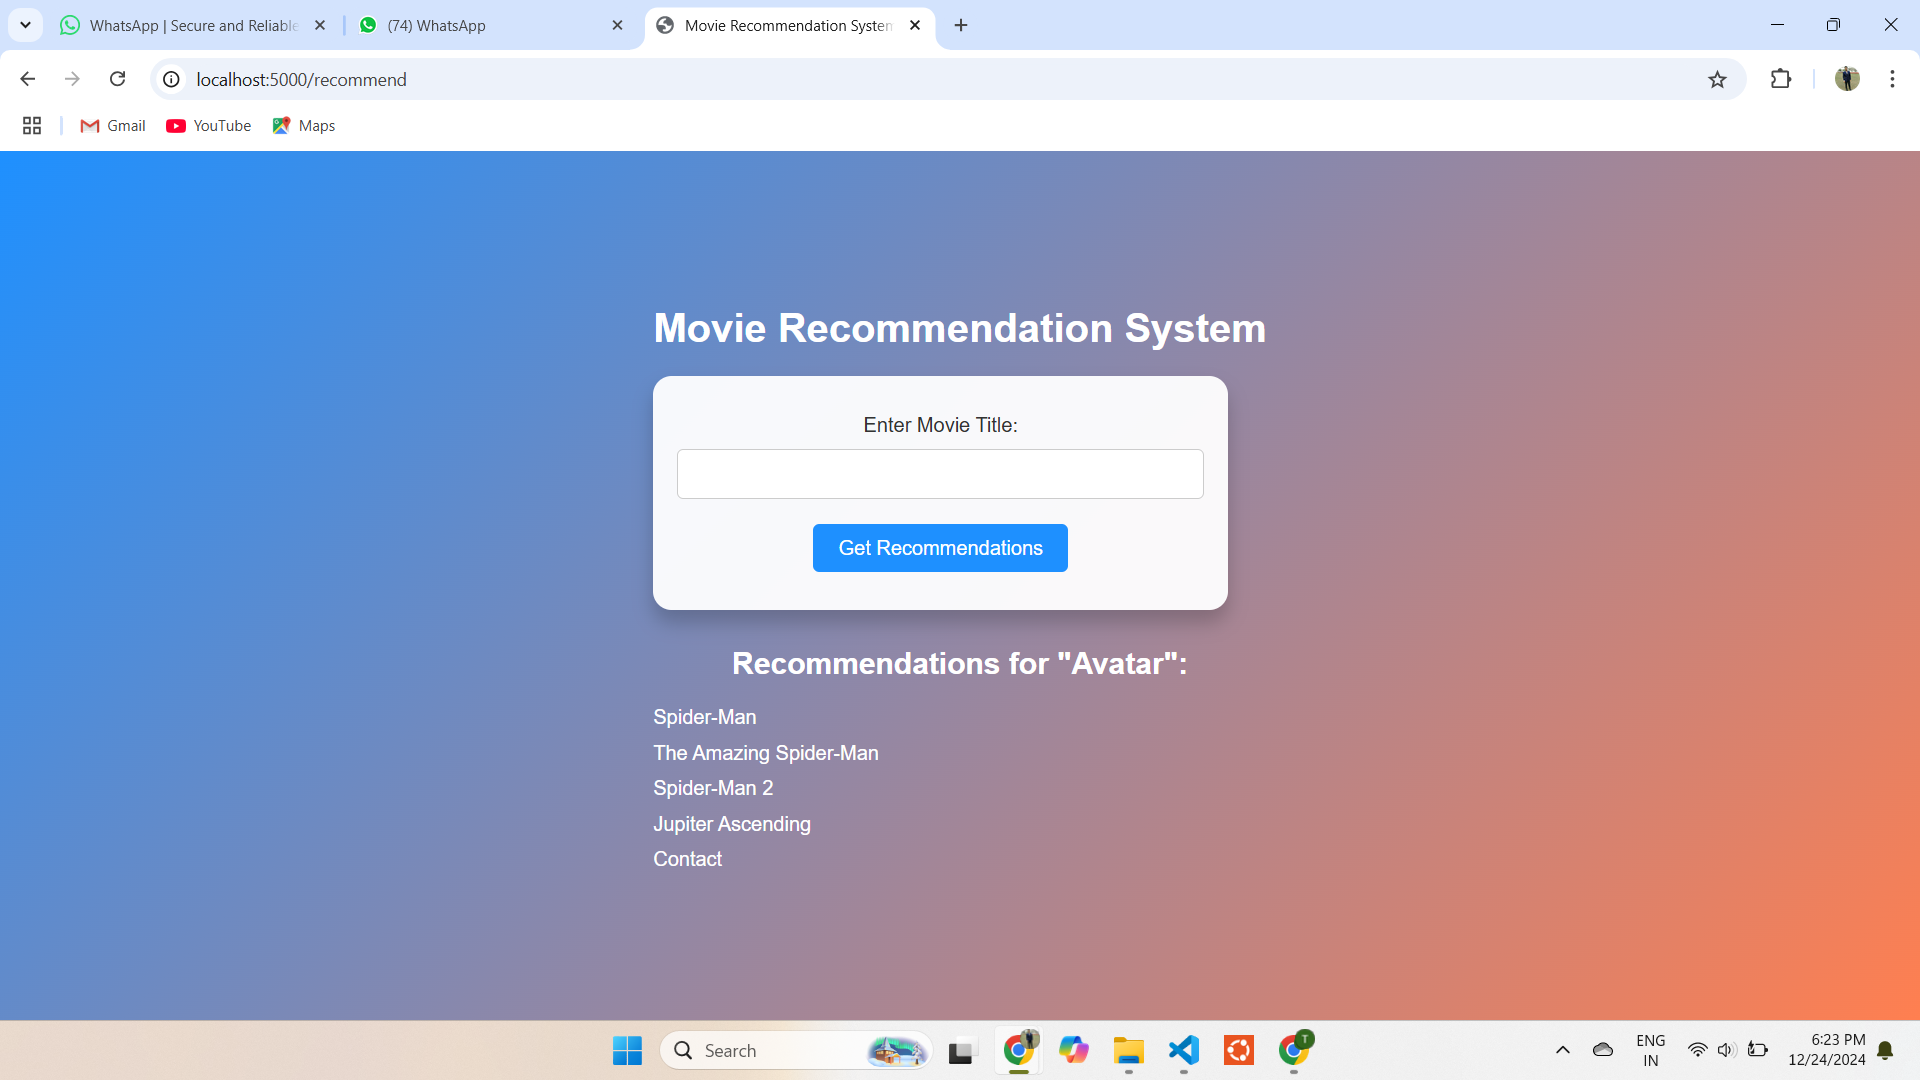 WhatsApp | Secure and Reliable
(74) WhatsApp
Movie Recommendation System
localhost:5000/recommend
Gmail
YouTube
Maps
Movie Recommendation System
Enter Movie Title:
Get Recommendations
Recommendations for "Avatar":
Spider-Man
The Amazing Spider-Man
Spider-Man 2
Jupiter Ascending
Contact
Search
T
ENG
IN
6:23 PM
12/24/2024